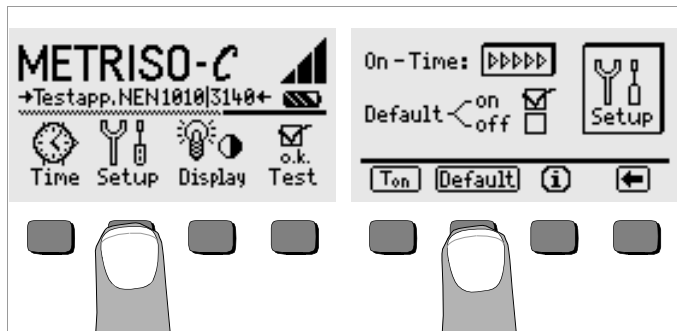 METRISO-C
→Testapp.NEN1010|3140←
Time Setup Display o.k. Test
On-Time: ▷▷▷▷▷
Default on
off
Setup
Ton Default i